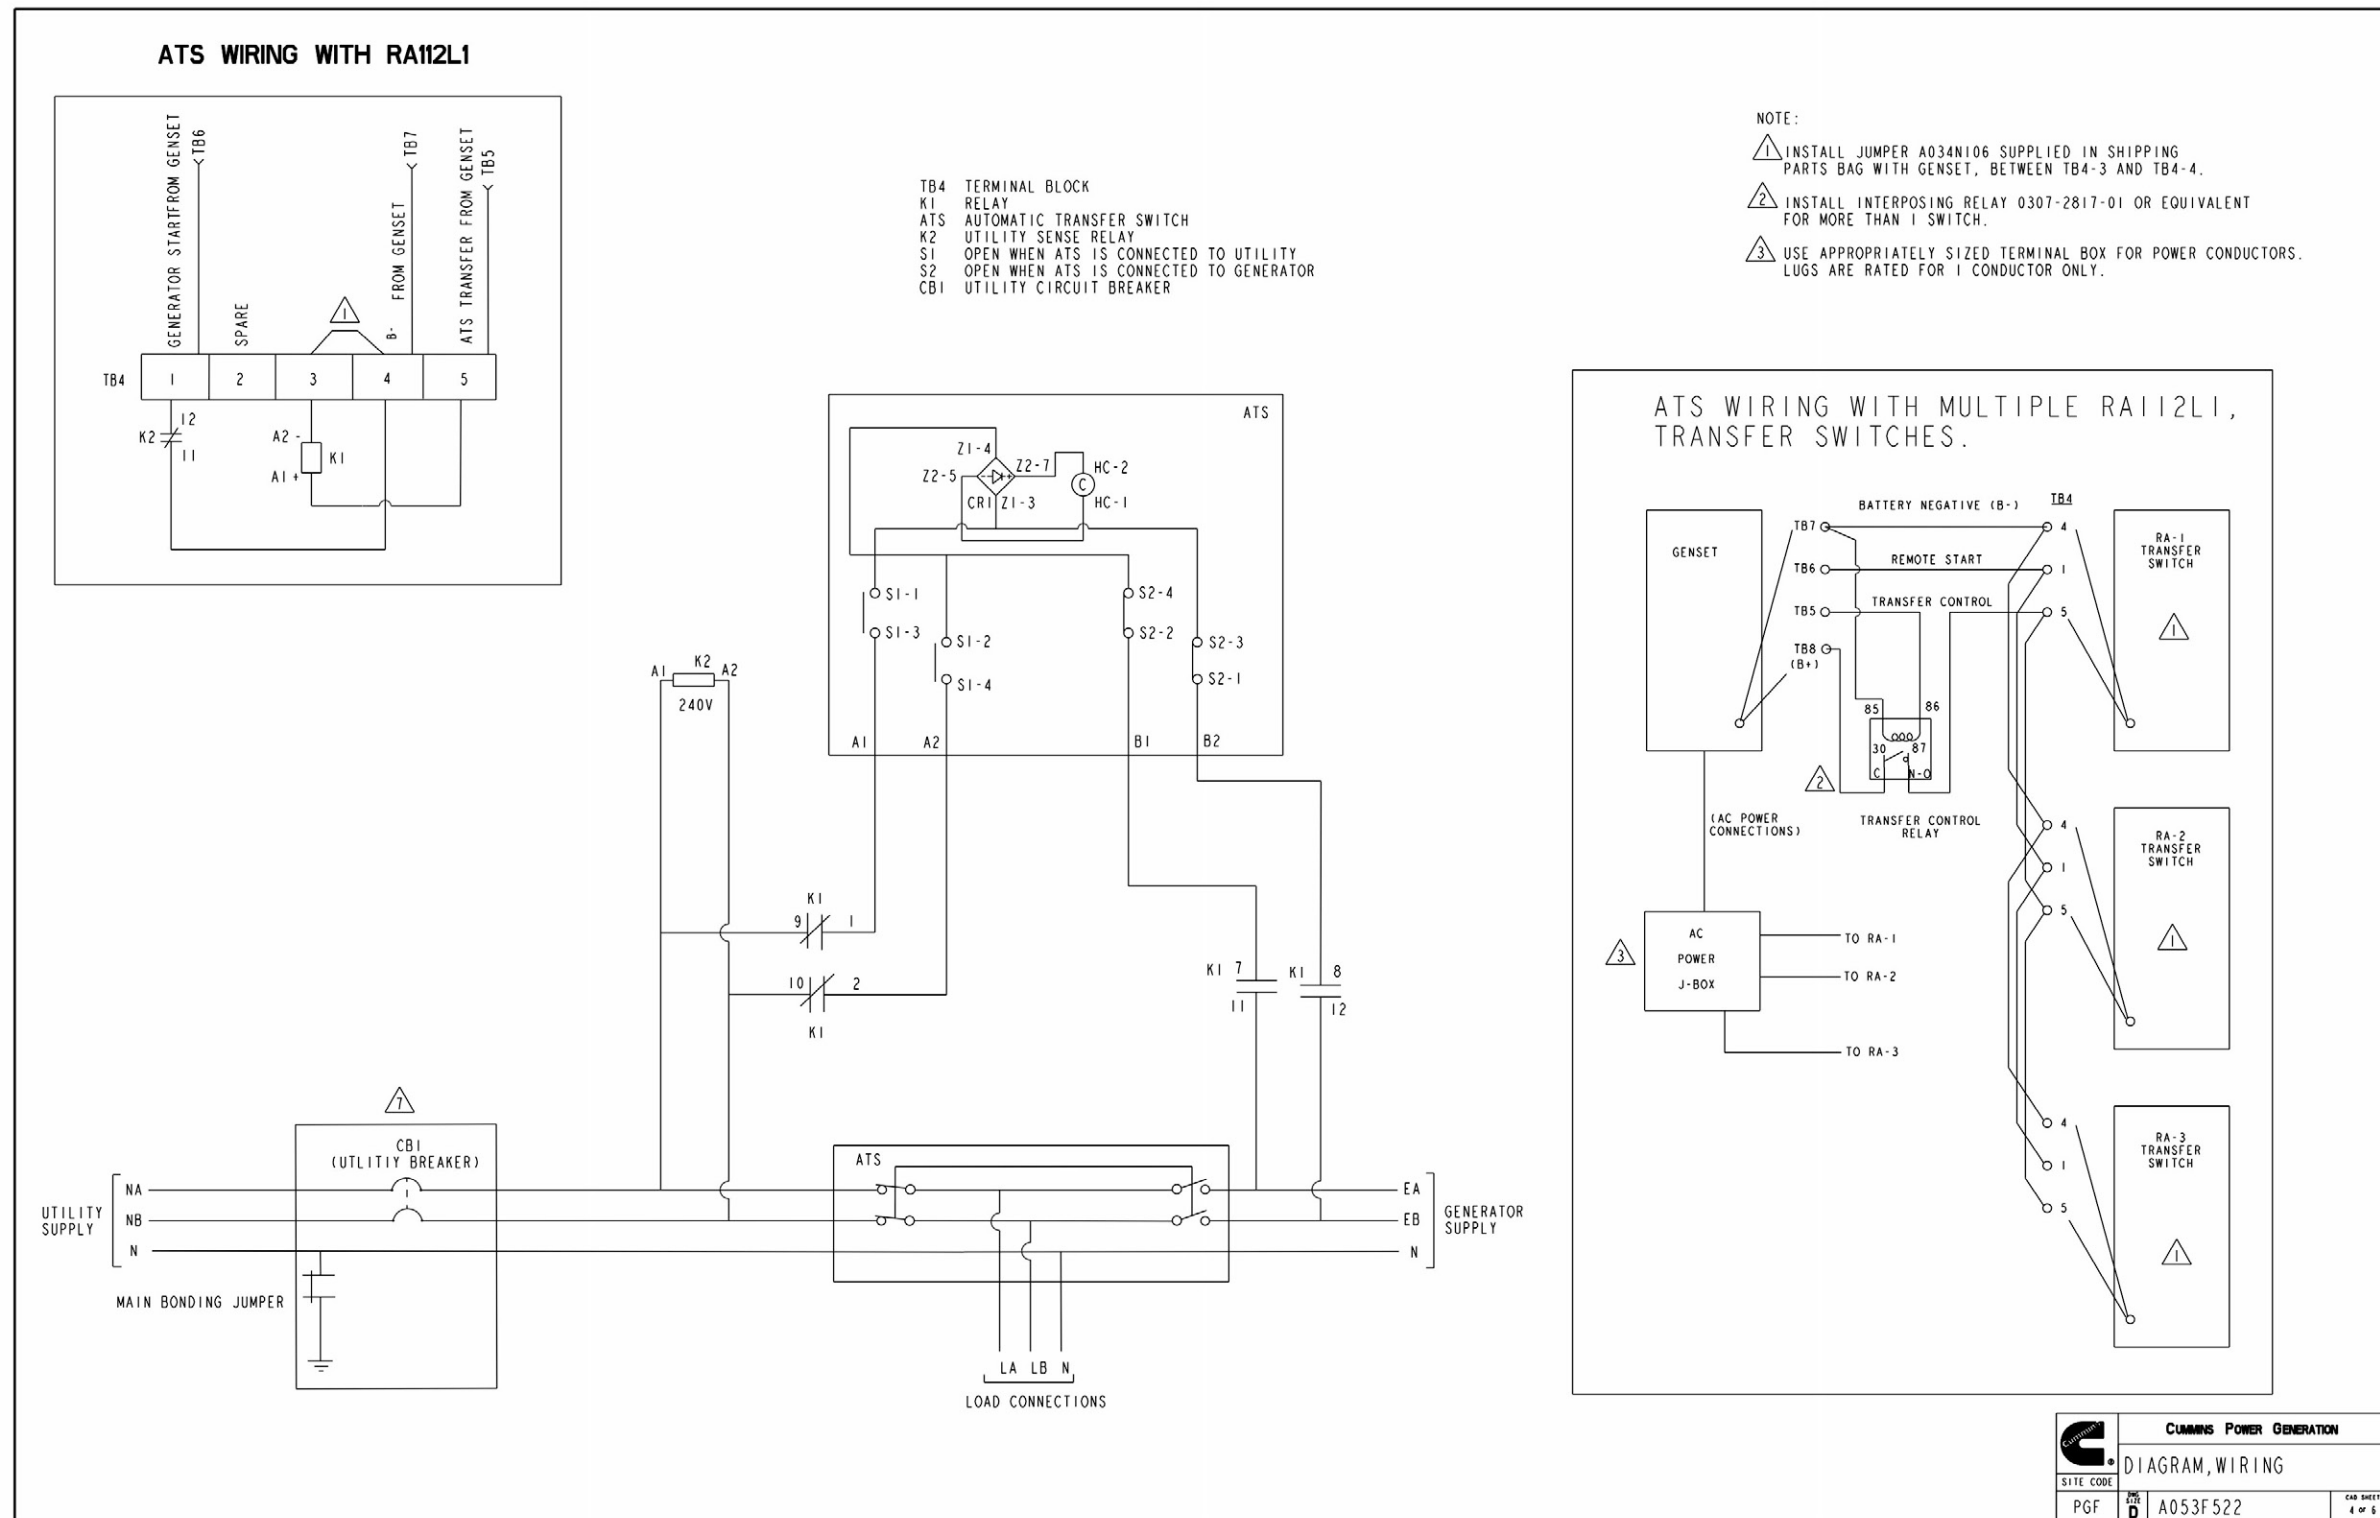 ATS WIRING WITH RA112L1
GENERATOR STARTFROM GENSET
TB6
SPARE
1
B-
FROM GENSET
TB7
ATS TRANSFER FROM GENSET
TB5
TB4
1
2
3
4
5
K2
12
11
A2 -
A1 +
K1
TB4 TERMINAL BLOCK
K1 RELAY
ATS AUTOMATIC TRANSFER SWITCH
K2 UTILITY SENSE RELAY
S1 OPEN WHEN ATS IS CONNECTED TO UTILITY
S2 OPEN WHEN ATS IS CONNECTED TO GENERATOR
CB1 UTILITY CIRCUIT BREAKER
NOTE:
1 INSTALL JUMPER A034N106 SUPPLIED IN SHIPPING
PARTS BAG WITH GENSET, BETWEEN TB4-3 AND TB4-4.
2 INSTALL INTERPOSING RELAY 0307-2817-01 OR EQUIVALENT
FOR MORE THAN 1 SWITCH.
3 USE APPROPRIATELY SIZED TERMINAL BOX FOR POWER CONDUCTORS.
LUGS ARE RATED FOR 1 CONDUCTOR ONLY.
ATS
Z1-4
Z2-5
Z2-7
HC-2
C
CR1
Z1-3
HC-1
S1-1
S1-3
S1-2
S1-4
S2-4
S2-2
S2-3
S2-1
A1
A2
B1
B2
A1
K2
A2
240V
K1
9
1
10
2
K1
K1
7
11
K1
8
12
7
CB1
(UTLITIY BREAKER)
ATS
UTILITY
SUPPLY
NA
NB
N
MAIN BONDING JUMPER
EA
EB
N
GENERATOR
SUPPLY
LA LB N
LOAD CONNECTIONS
ATS WIRING WITH MULTIPLE RA112L1,
TRANSFER SWITCHES.
GENSET
BATTERY NEGATIVE (B-)
TB4
TB7
4
REMOTE START
TB6
1
TRANSFER CONTROL
TB5
5
TB8
(B+)
RA-1
TRANSFER
SWITCH
1
85
86
30
87
C
N-O
2
TRANSFER CONTROL
RELAY
(AC POWER
CONNECTIONS)
4
1
5
RA-2
TRANSFER
SWITCH
1
3
AC
POWER
J-BOX
TO RA-1
TO RA-2
TO RA-3
4
1
5
RA-3
TRANSFER
SWITCH
1
Cummins
CUMMINS POWER GENERATION
DIAGRAM,WIRING
SITE CODE
PGF
DWG
SIZE
D
A053F522
CAD SHEET
4 OF 6